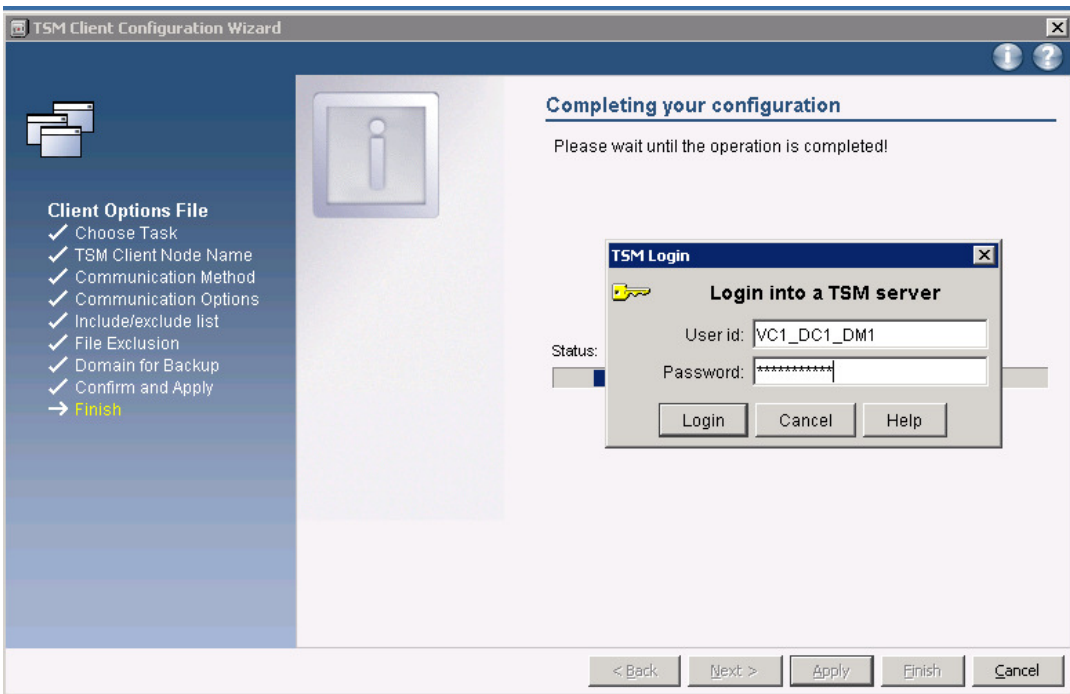 TSM Client Configuration Wizard
Client Options File
Choose Task
TSM Client Node Name
Communication Method
Communication Options
Include/exclude list
File Exclusion
Domain for Backup
Confirm and Apply
Finish
Completing your configuration
Please wait until the operation is completed!
Status:
TSM Login
Login into a TSM server
User id: VC1_DC1_DM1
Password: ***********
Login Cancel Help
< Back Next > Apply Finish Cancel